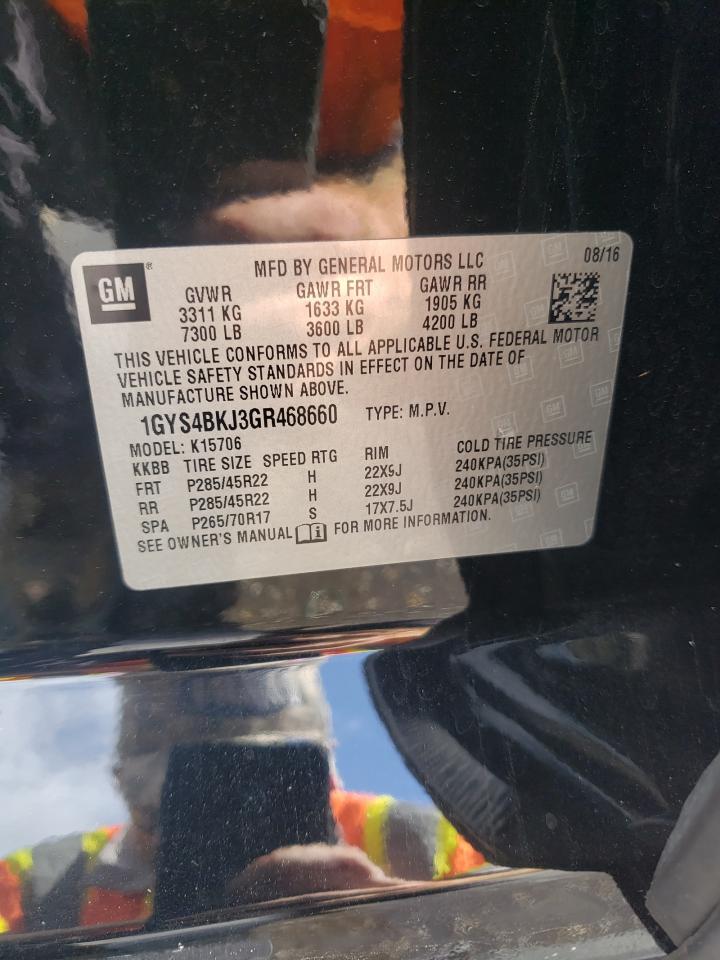 GM®
MFD BY GENERAL MOTORS LLC 08/16
GVWR GAWR FRT GAWR RR
3311 KG 1633 KG 1905 KG
7300 LB 3600 LB 4200 LB
THIS VEHICLE CONFORMS TO ALL APPLICABLE U.S. FEDERAL MOTOR
VEHICLE SAFETY STANDARDS IN EFFECT ON THE DATE OF
MANUFACTURE SHOWN ABOVE.
1GYS4BKJ3GR468660 TYPE: M.P.V.
MODEL: K15706
KKBB TIRE SIZE SPEED RTG RIM COLD TIRE PRESSURE
FRT P285/45R22 H 22X9J 240KPA(35PSI)
RR P285/45R22 H 22X9J 240KPA(35PSI)
SPA P265/70R17 S 17X7.5J 240KPA(35PSI)
SEE OWNER'S MANUAL FOR MORE INFORMATION.